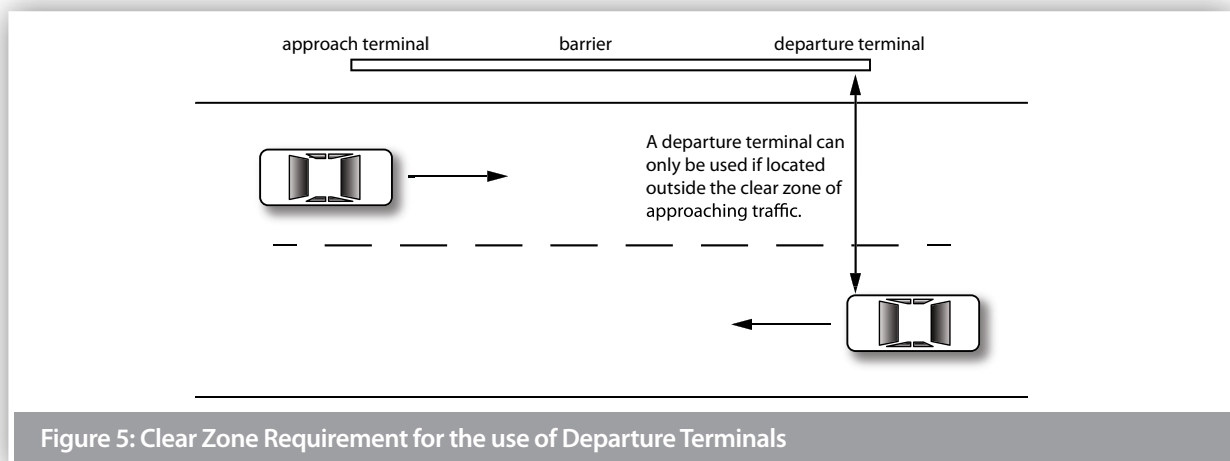 approach terminal barrier departure terminal
A departure terminal can
only be used if located
outside the clear zone of
approaching traffic.
Figure 5: Clear Zone Requirement for the use of Departure Terminals